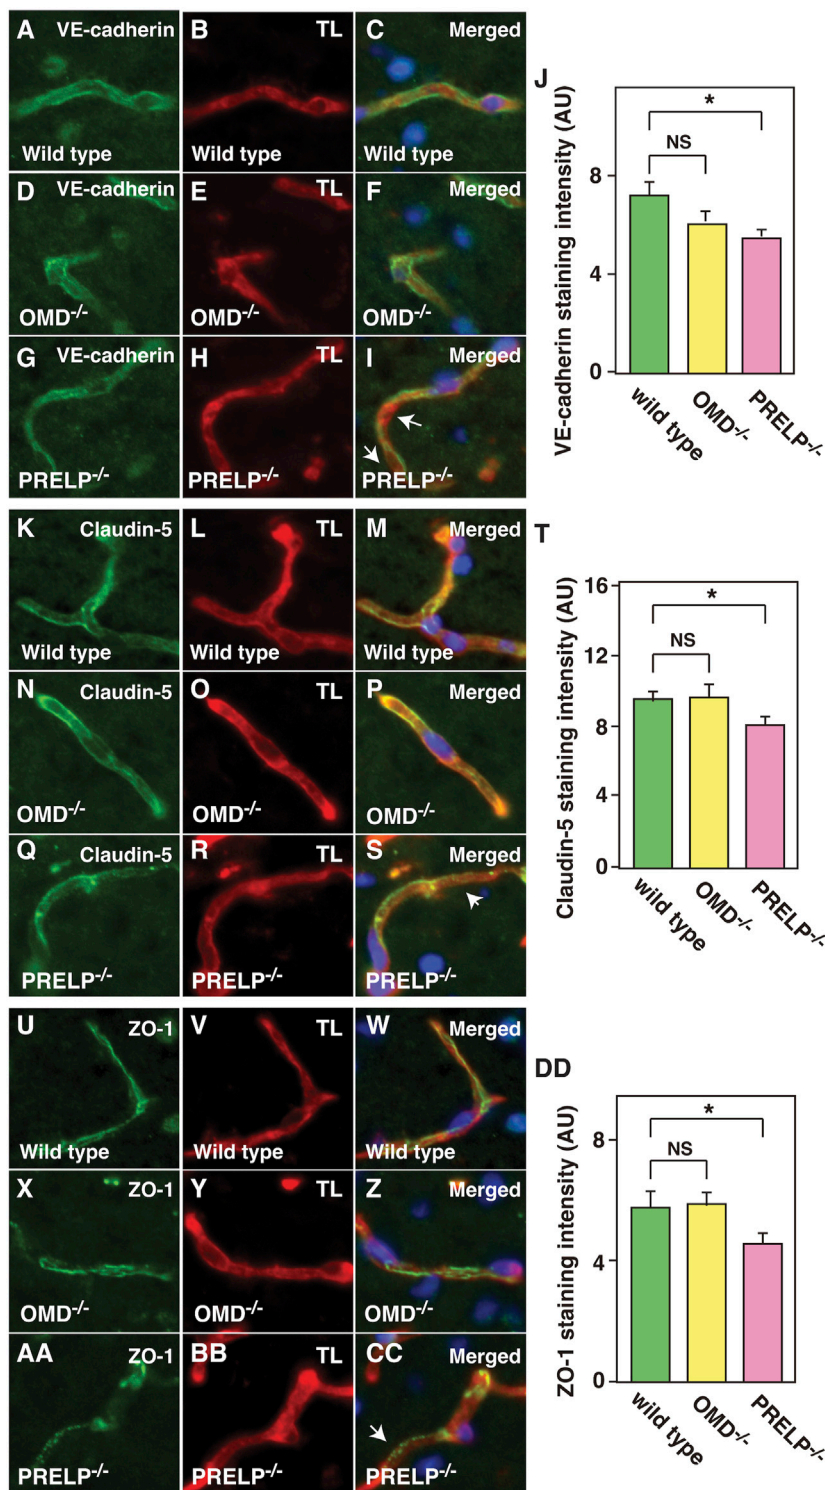 A VE-cadherin
B TL
C Merged
Wild type
Wild type
Wild type
D VE-cadherin
E TL
F Merged
OMD-/-
OMD-/-
OMD-/-
G VE-cadherin
H TL
I Merged
PRELP-/-
PRELP-/-
PRELP-/-
J
VE-cadherin staining intensity (AU)
*
NS
8
4
0
wild type
OMD-/-
PRELP-/-
K Claudin-5
L TL
M Merged
Wild type
Wild type
Wild type
N Claudin-5
O TL
P Merged
OMD-/-
OMD-/-
OMD-/-
Q Claudin-5
R TL
S Merged
PRELP-/-
PRELP-/-
PRELP-/-
T
Claudin-5 staining intensity (AU)
16
*
NS
12
8
4
0
wild type
OMD-/-
PRELP-/-
U ZO-1
V TL
W Merged
Wild type
Wild type
Wild type
X ZO-1
Y TL
Z Merged
OMD-/-
OMD-/-
OMD-/-
AA ZO-1
BB TL
CC Merged
PRELP-/-
PRELP-/-
PRELP-/-
DD
ZO-1 staining intensity (AU)
*
NS
8
4
0
wild type
OMD-/-
PRELP-/-